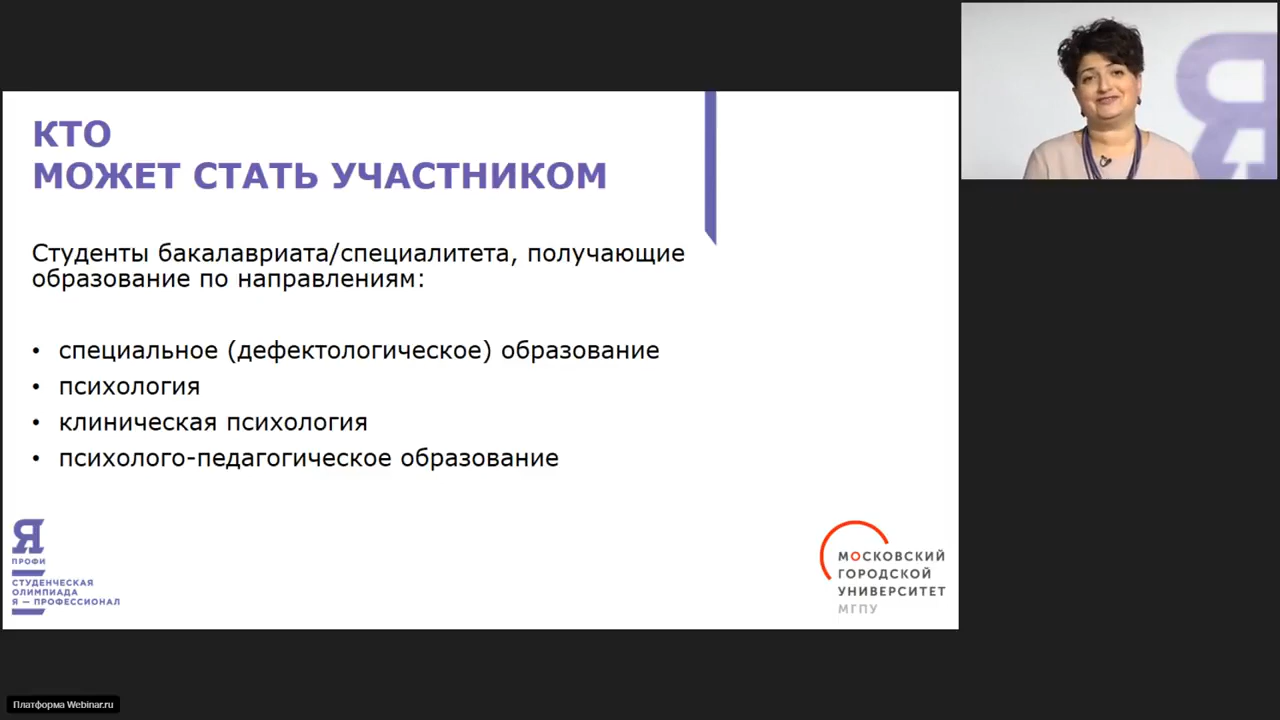 КТО
МОЖЕТ СТАТЬ УЧАСТНИКОМ
Студенты бакалавриата/специалитета, получающие
образование по направлениям:
• специальное (дефектологическое) образование
• психология
• клиническая психология
• психолого-педагогическое образование
Я
ПРОФИ
СТУДЕНЧЕСКАЯ
ОЛИМПИАДА
Я — ПРОФЕССИОНАЛ
МОСКОВСКИЙ
ГОРОДСКОЙ
УНИВЕРСИТЕТ
МГПУ
Я
Платформа Webinar.ru